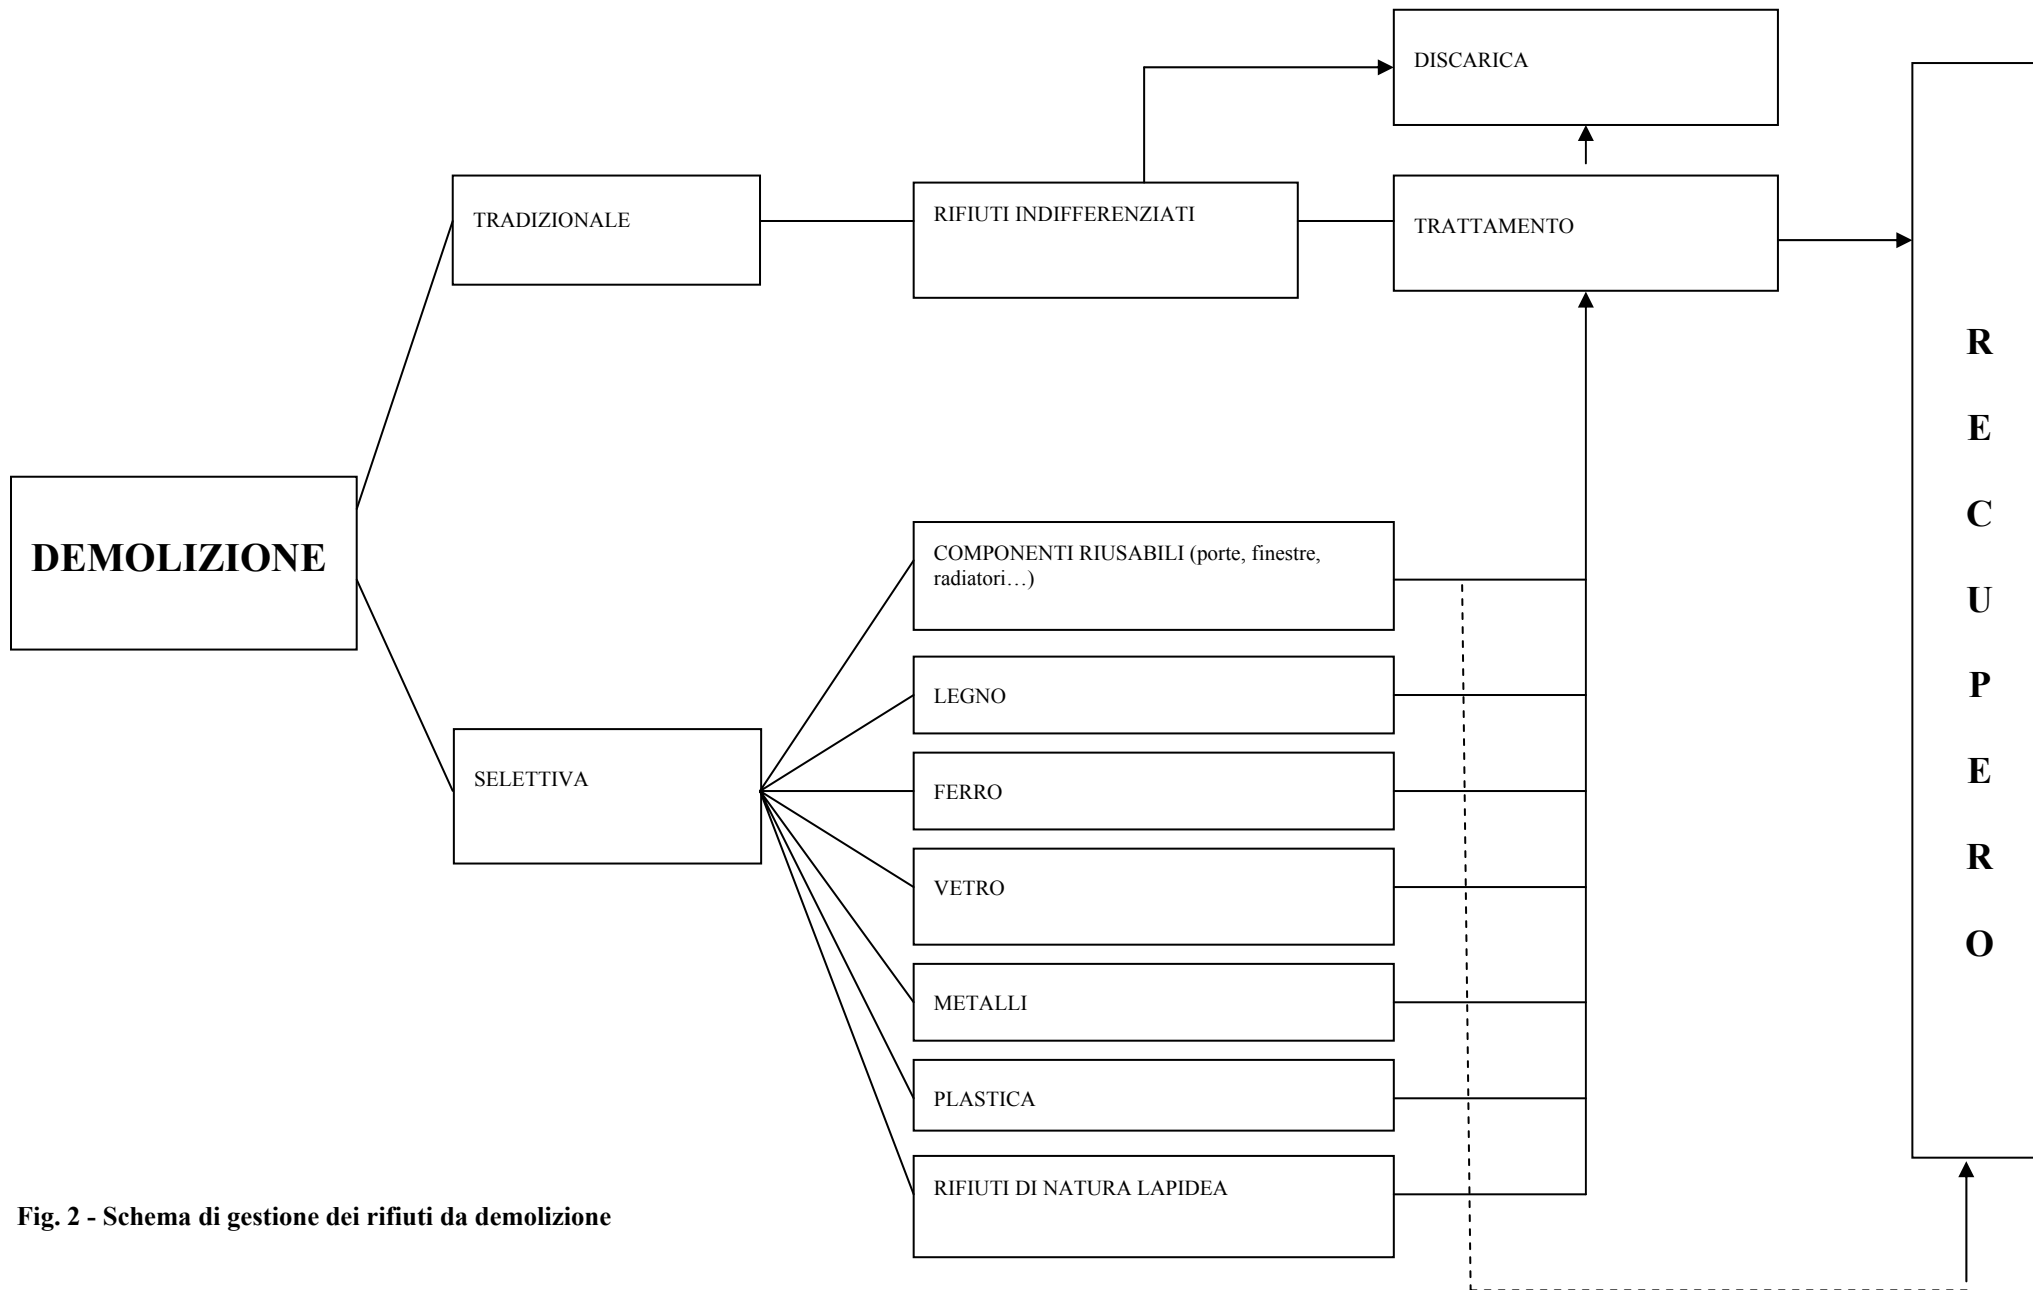 DISCARICA
TRADIZIONALE
RIFIUTI INDIFFERENZIATI
TRATTAMENTO
DEMOLIZIONE
SELETTIVA
COMPONENTI RIUSABILI (porte, finestre,
radiatori…)
LEGNO
FERRO
VETRO
METALLI
PLASTICA
RIFIUTI DI NATURA LAPIDEA
R
E
C
U
P
E
R
O
Fig. 2 - Schema di gestione dei rifiuti da demolizione